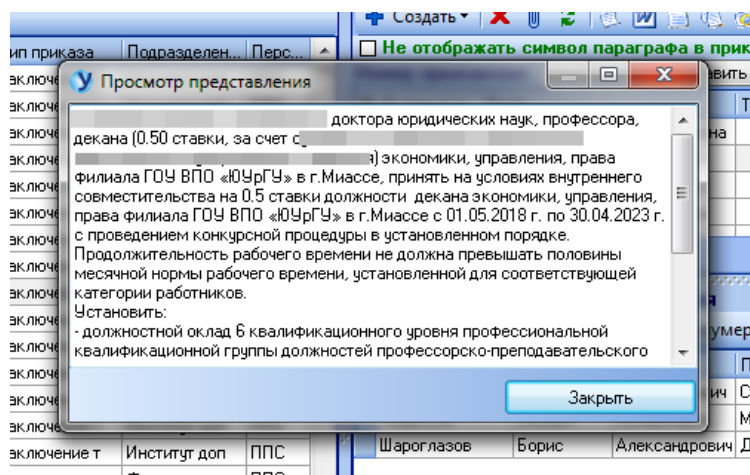 Создать
Не отображать символ параграфа в
ип приказа Подразделен... Перс...
Просмотр представления
доктора юридических наук, профессора,
декана (0.50 ставки, за счет
экономики, управления, права
филиала ГОУ ВПО «ЮУрГУ» в г.Миассе, принять на условиях внутреннего
совместительства на 0.5 ставки должности декана экономики, управления,
права филиала ГОУ ВПО «ЮУрГУ» в г.Миассе с 01.05.2018 г. по 30.04.2023 г.
с проведением конкурсной процедуры в установленном порядке.
Продолжительность рабочего времени не должна превышать половины
месячной нормы рабочего времени, установленной для соответствующей
категории работников.
Установить:
- должностной оклад 6 квалификационного уровня профессиональной
квалификационной группы должностей профессорско-преподавательского
Закрыть
аключение т Институт доп ППС
Шароглазов Борис Александрович